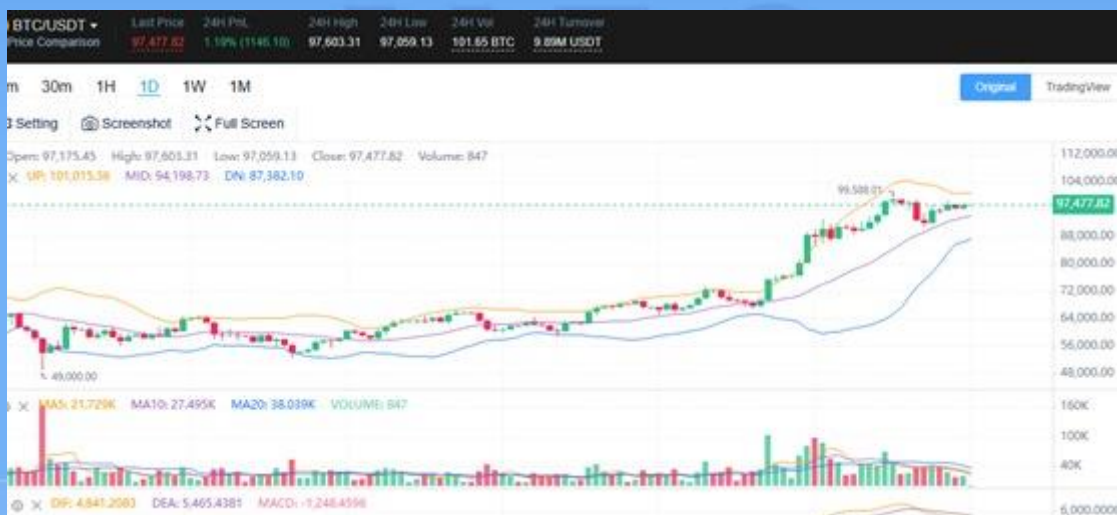 BTC/USDT
Last Price 24H PnL 24H High 24H Low 24H Vol 24H Turnover
Price Comparison 97,477.82 1.19% (1146.10) 97,603.31 97,059.13 101.65 BTC 9.89M USDT
m 30m 1H 1D 1W 1M
Original TradingView
Setting Screenshot Full Screen
Open: 97,175.45 High: 97,603.31 Low: 97,059.13 Close: 97,477.82 Volume: 847
UP: 101,015.36 MID: 94,198.73 DN: 87,382.10
112,000.00
104,000.00
99,588.01
97,477.82
88,000.00
80,000.00
72,000.00
64,000.00
56,000.00
48,000.00
49,000.00
MA5: 21.729K MA10: 27.495K MA20: 38.039K VOLUME: 847
160K
100K
40K
DIF: 4,841.2083 DEA: 5,465.4381 MACD: -1,248.4596
6,000.0000